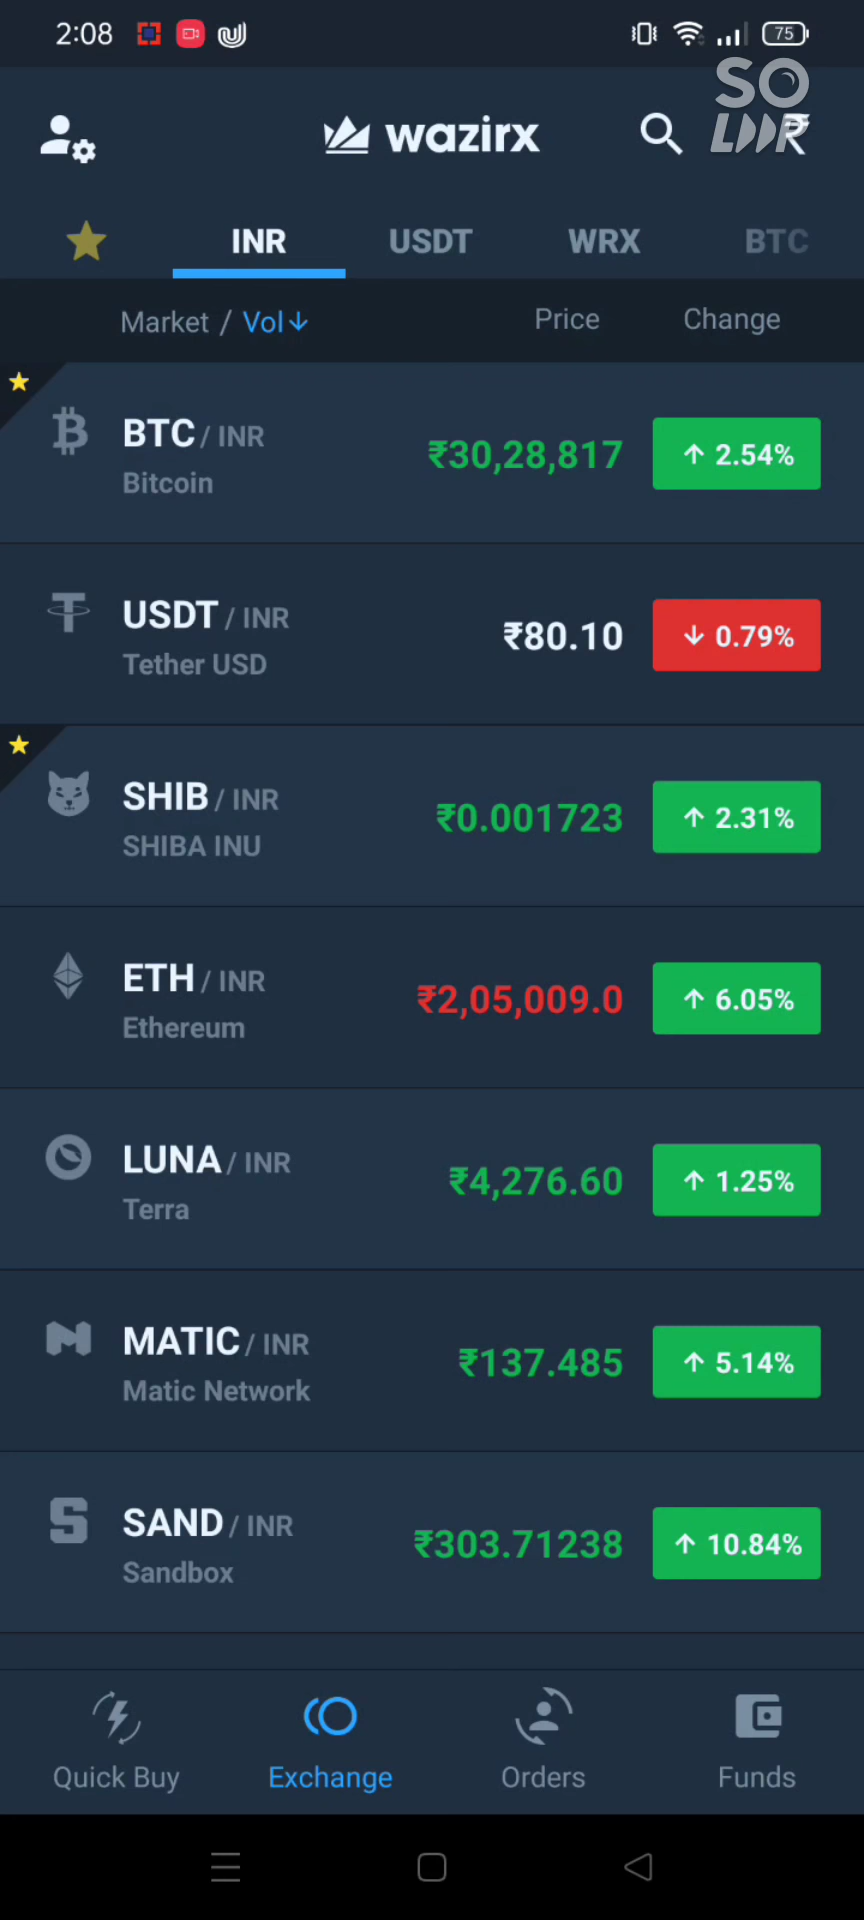 2:08
75
SO
LOOR
wazirx
₹
INR USDT WRX BTC
Market / Vol↓ Price Change
BTC / INR ₹30,28,817 ↑ 2.54%
Bitcoin
USDT / INR ₹80.10 ↓ 0.79%
Tether USD
SHIB / INR ₹0.001723 ↑ 2.31%
SHIBA INU
ETH / INR ₹2,05,009.0 ↑ 6.05%
Ethereum
LUNA / INR ₹4,276.60 ↑ 1.25%
Terra
MATIC / INR ₹137.485 ↑ 5.14%
Matic Network
SAND / INR ₹303.71238 ↑ 10.84%
Sandbox
Quick Buy Exchange Orders Funds